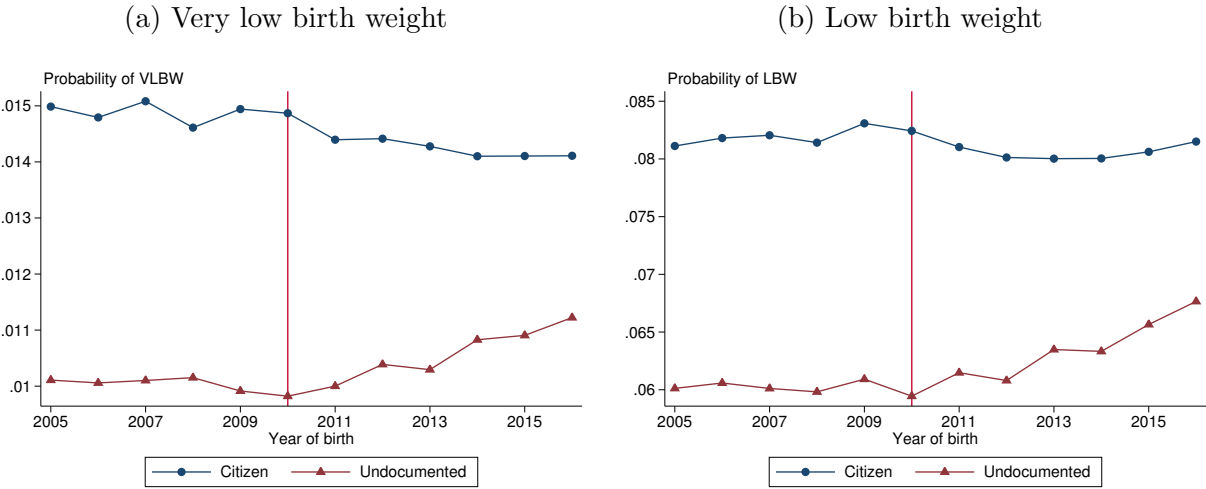 (a) Very low birth weight
Probability of VLBW
.015
.014
.013
.012
.011
.01
2005 2007 2009 2011 2013 2015
Year of birth
Citizen Undocumented
(b) Low birth weight
Probability of LBW
.085
.08
.075
.07
.065
.06
2005 2007 2009 2011 2013 2015
Year of birth
Citizen Undocumented